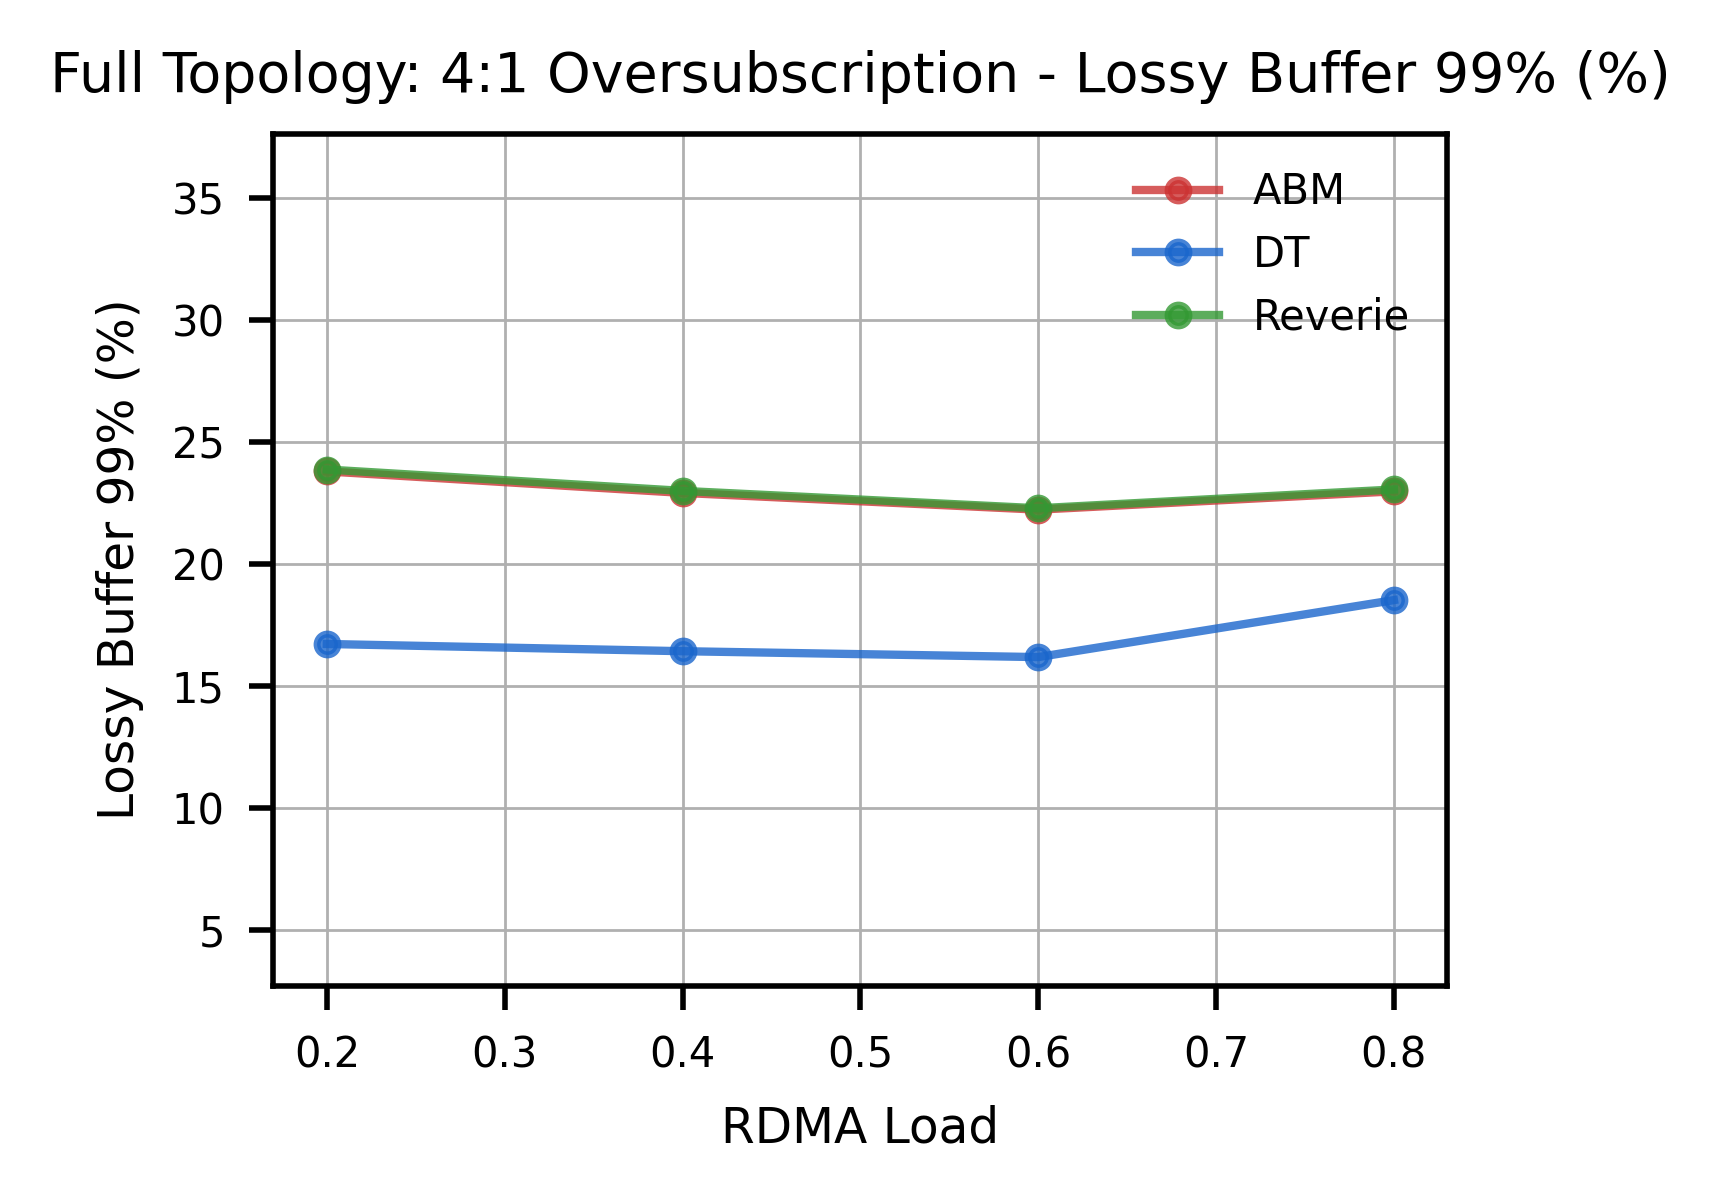 Full Topology: 4:1 Oversubscription - Lossy Buffer 99% (%)
ABM
DT
Reverie
Lossy Buffer 99% (%)
35
30
25
20
15
10
5
0.2 0.3 0.4 0.5 0.6 0.7 0.8
RDMA Load